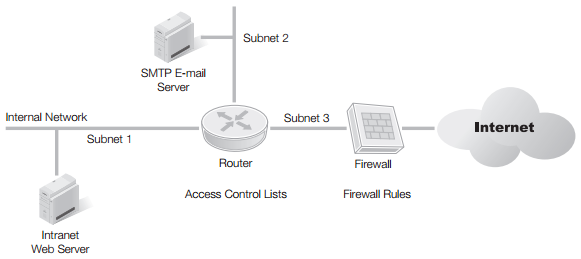 Subnet 2
SMTP E-mail
Server
Internal Network
Subnet 1
Subnet 3
Internet
Router
Firewall
Access Control Lists
Firewall Rules
Intranet
Web Server